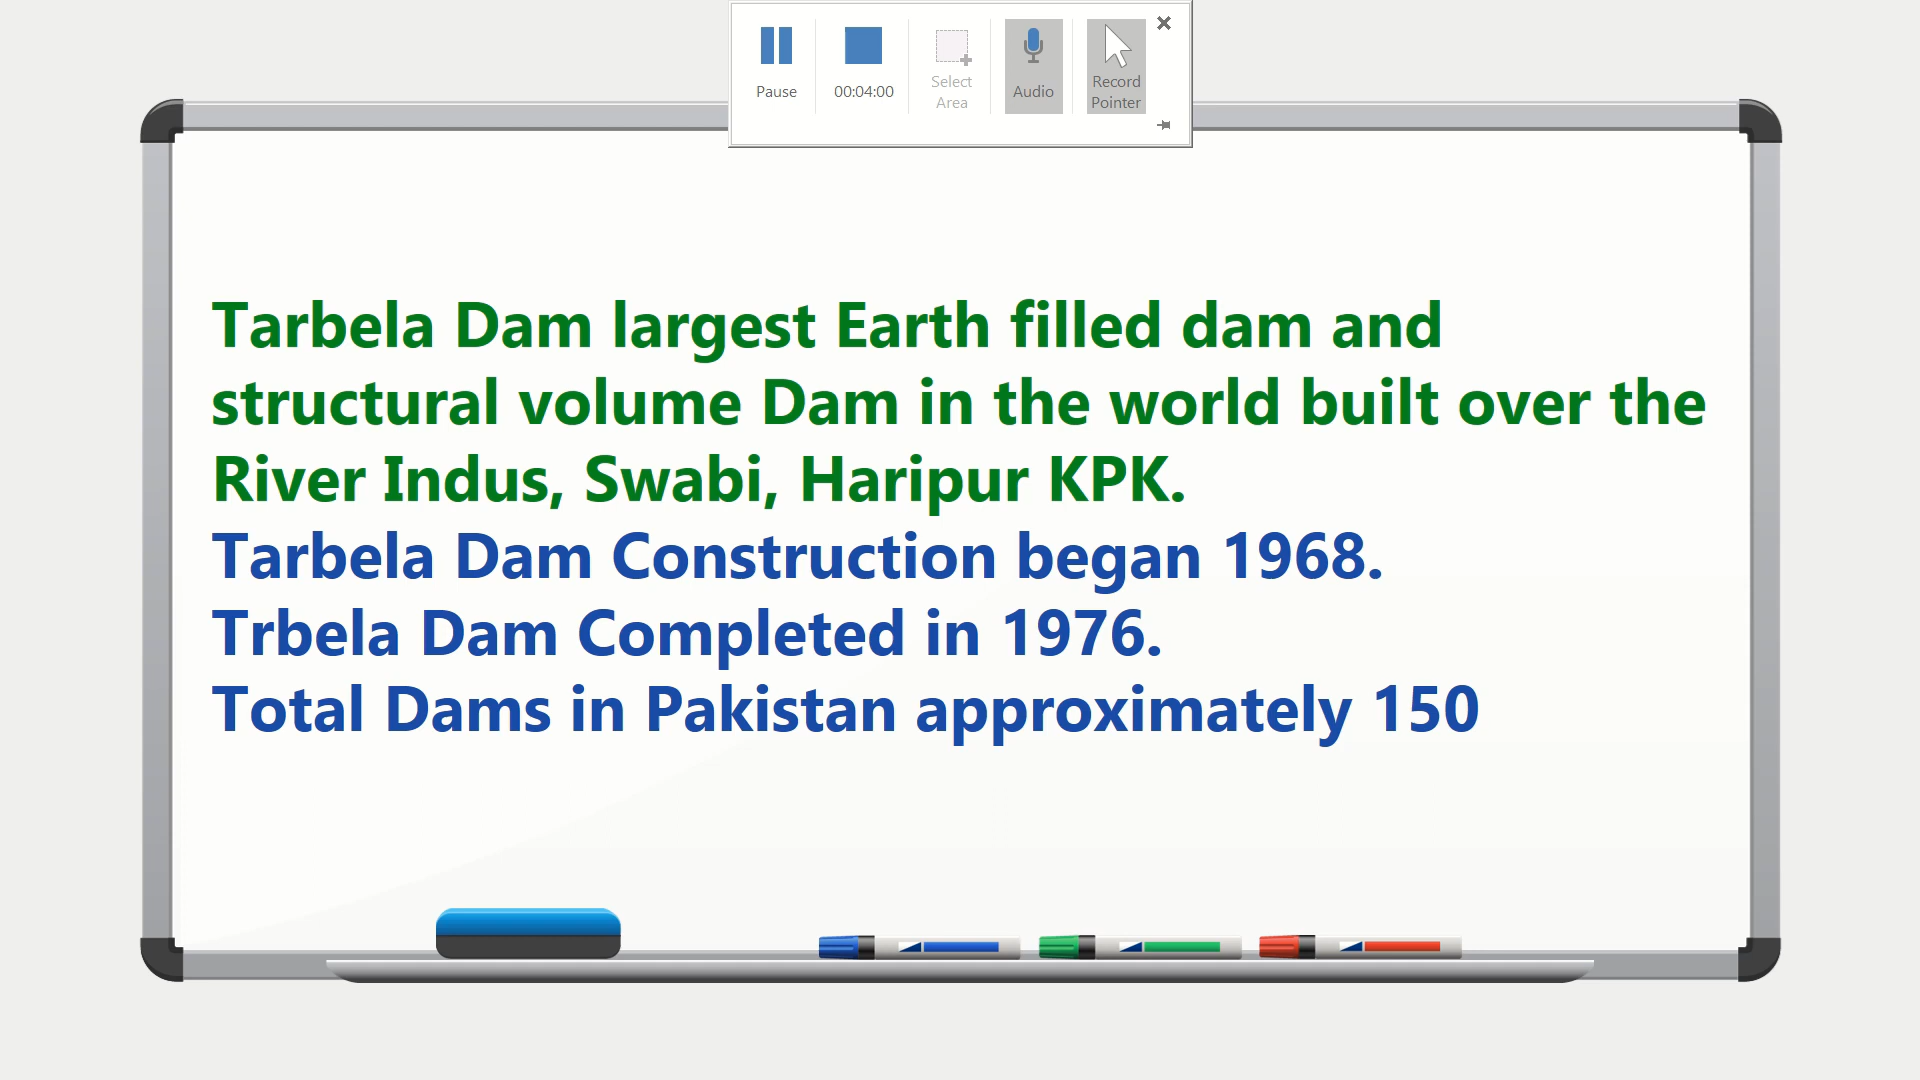 Pause
00:04:00
Select
Area
Audio
Record
Pointer
Tarbela Dam largest Earth filled dam and
structural volume Dam in the world built over the
River Indus, Swabi, Haripur KPK.
Tarbela Dam Construction began 1968.
Trbela Dam Completed in 1976.
Total Dams in Pakistan approximately 150